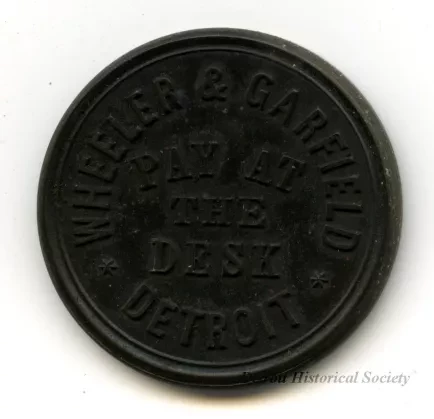 WHEELER & GARFIELD
PAY AT
THE
DESK
* DETROIT *
Detroit Historical Society